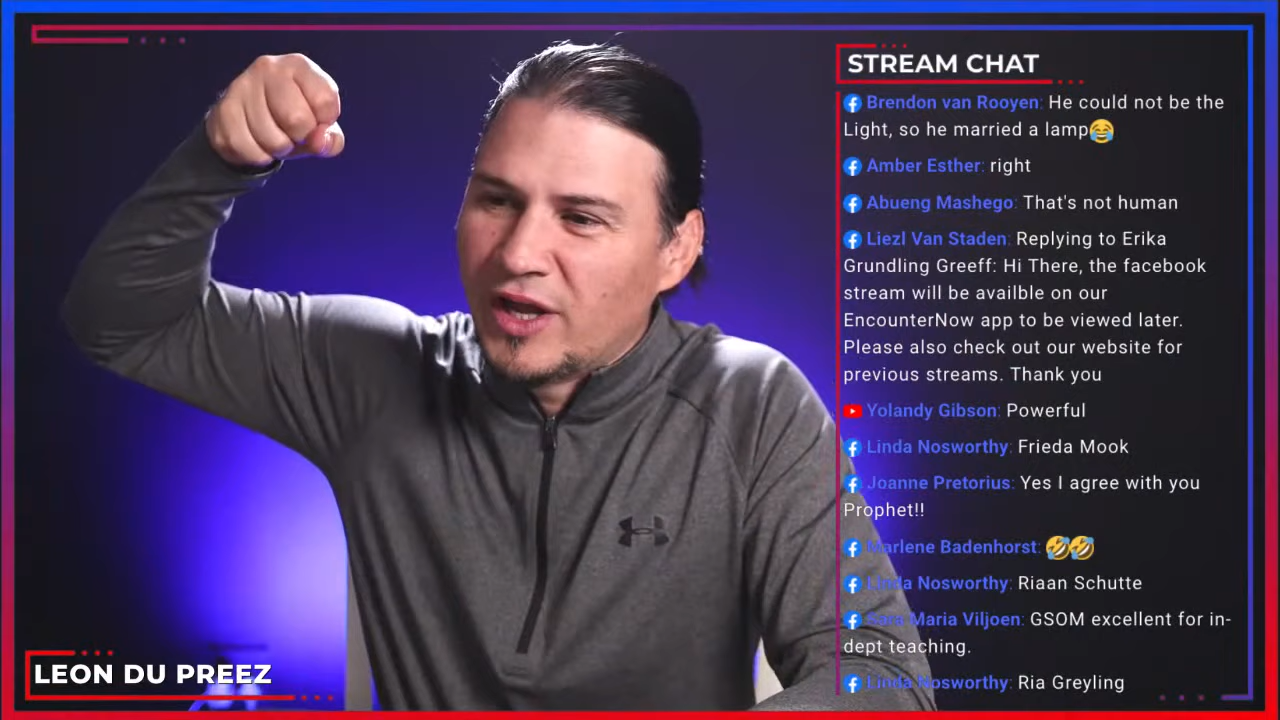 STREAM CHAT
Brendon van Rooyen: He could not be the
Light, so he married a lamp😂
Amber Esther: right
Abueng Mashego: That's not human
Liezl Van Staden: Replying to Erika
Grundling Greeff: Hi There, the facebook
stream will be availble on our
EncounterNow app to be viewed later.
Please also check out our website for
previous streams. Thank you
Yolandy Gibson: Powerful
Linda Nosworthy: Frieda Mook
Joanne Pretorius: Yes I agree with you
Prophet!!
Marlene Badenhorst: 🤣🤣
Linda Nosworthy: Riaan Schutte
Sara Maria Viljoen: GSOM excellent for in-
dept teaching.
Linda Nosworthy: Ria Greyling
LEON DU PREEZ